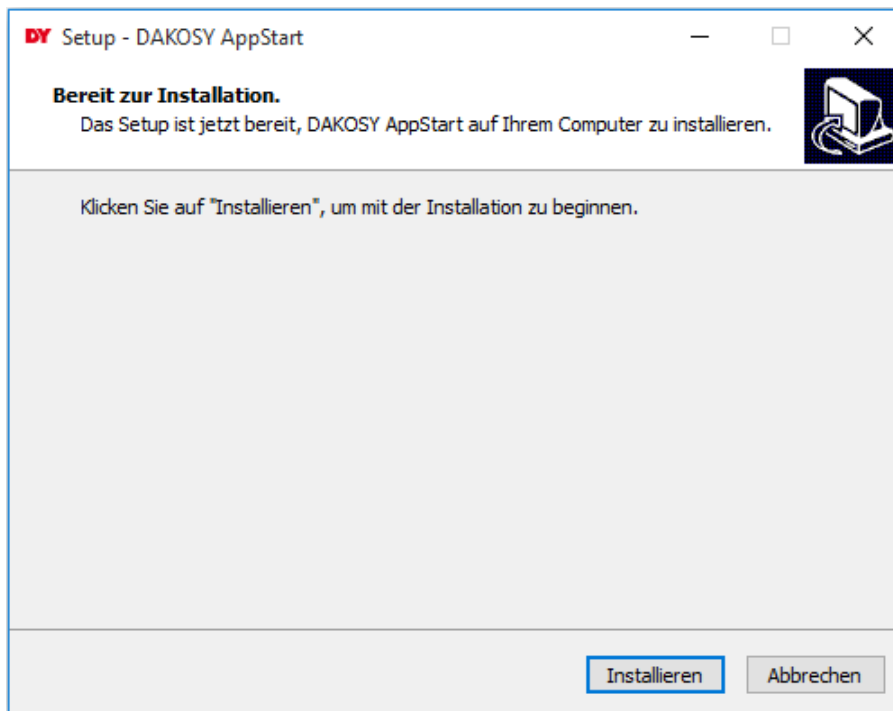 DY Setup - DAKOSY AppStart
Bereit zur Installation.
Das Setup ist jetzt bereit, DAKOSY AppStart auf Ihrem Computer zu installieren.
Klicken Sie auf "Installieren", um mit der Installation zu beginnen.
Installieren Abbrechen